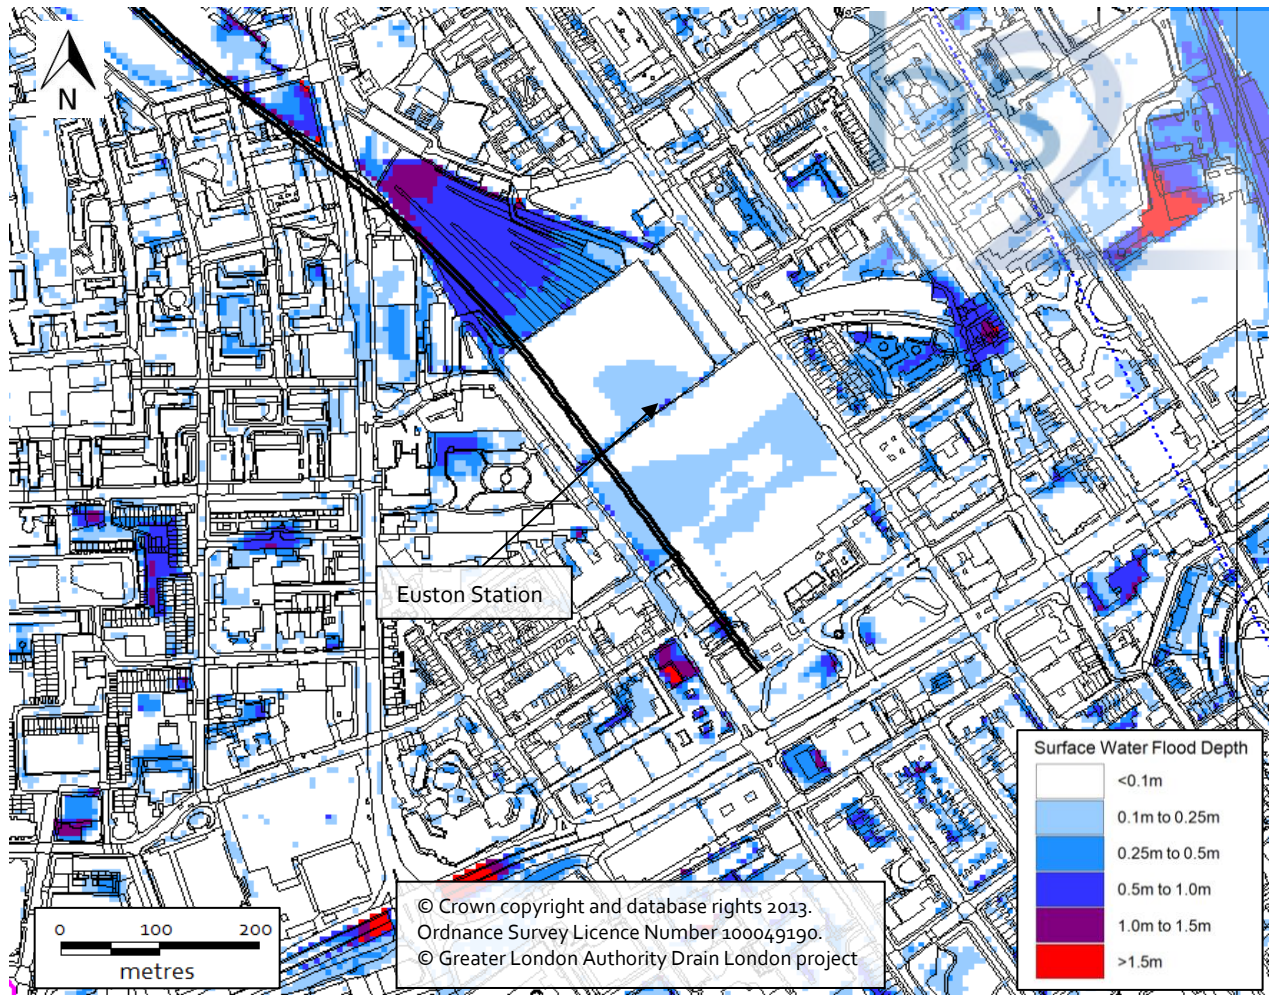 hs2
N
Euston Station
Surface Water Flood Depth
<0.1m
0.1m to 0.25m
0.25m to 0.5m
0.5m to 1.0m
1.0m to 1.5m
>1.5m
0 100 200
metres
© Crown copyright and database rights 2013.
Ordnance Survey Licence Number 100049190.
© Greater London Authority Drain London project